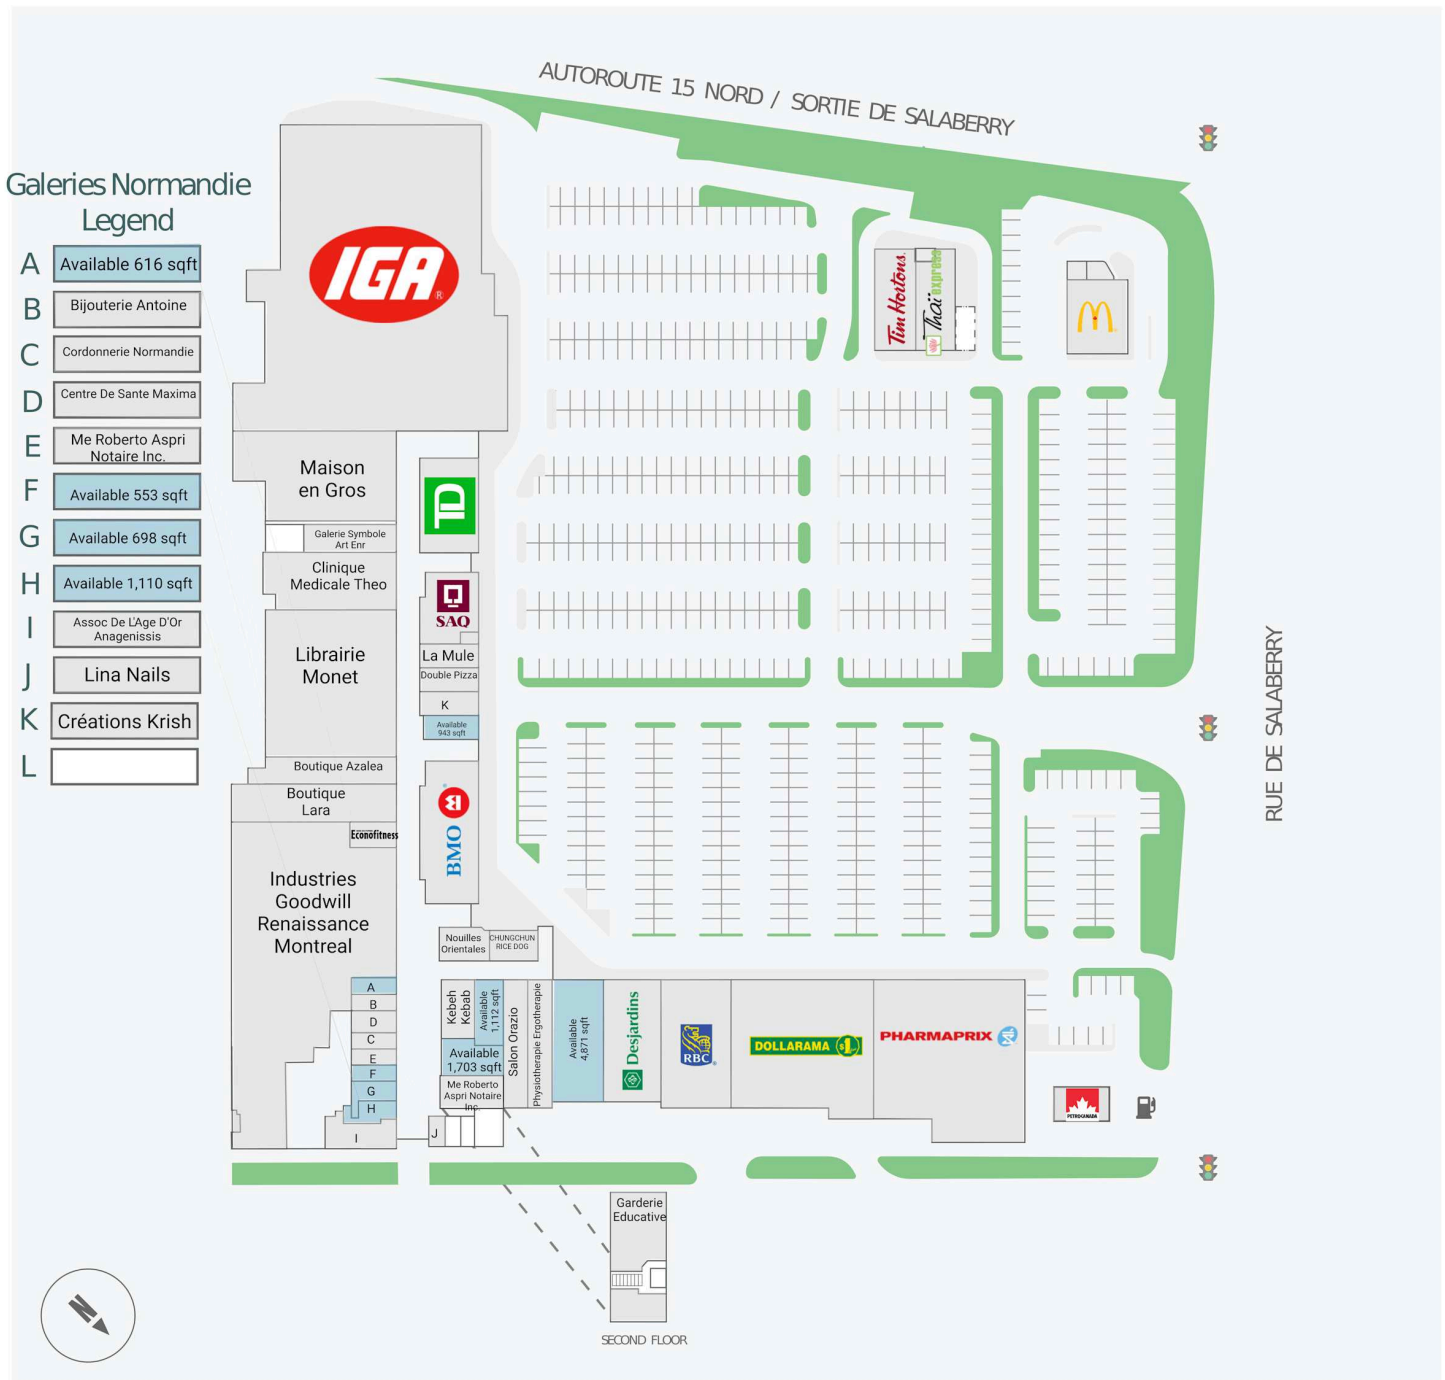 AUTOROUTE 15 NORD / SORTIE DE SALABERRY
Galeries Normandie
Legend
A
Available 616 sqft
B
Bijouterie Antoine
C
Cordonnerie Normandie
D
Centre De Sante Maxima
E
Me Roberto Aspri
Notaire Inc.
F
Available 553 sqft
G
Available 698 sqft
H
Available 1,110 sqft
I
Assoc De L'Age D'Or
Anagenissis
J
Lina Nails
K
Créations Krish
L
IGA
®
Tim Hortons.
Thaï express
M
Maison
en Gros
TD
Galerie Symbole
Art Enr
Clinique
Medicale Theo
SAQ
Librairie
Monet
La Mule
Double Pizza
K
Available
943 sqft
Boutique Azalea
Boutique
Lara
Econofitness
BMO
Industries
Goodwill
Renaissance
Montreal
Nouilles
Orientales
CHUNGCHUN
RICE DOG
A
B
D
C
E
F
G
H
I
Kebeh
Kebab
Available
1,112 sqft
Salon Orazio
Physiotherapie Ergotherapie
Available
4,871 sqft
Available
1,703 sqft
Me Roberto
Aspri Notaire
Inc.
J
Desjardins
RBC
®
DOLLARAMA $1
PHARMAPRIX
PETRO-CANADA
RUE DE SALABERRY
Garderie
Educative
SECOND FLOOR
N